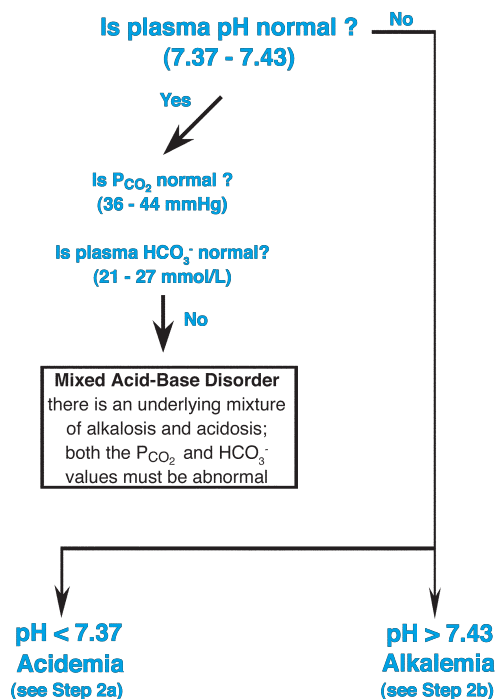 Is plasma pH normal ?
No
(7.37 - 7.43)
Yes
Is PCO2 normal ?
(36 - 44 mmHg)
Is plasma HCO3- normal?
(21 - 27 mmol/L)
No
Mixed Acid-Base Disorder
there is an underlying mixture
of alkalosis and acidosis;
both the PCO2 and HCO3-
values must be abnormal
pH < 7.37
Acidemia
(see Step 2a)
pH > 7.43
Alkalemia
(see Step 2b)